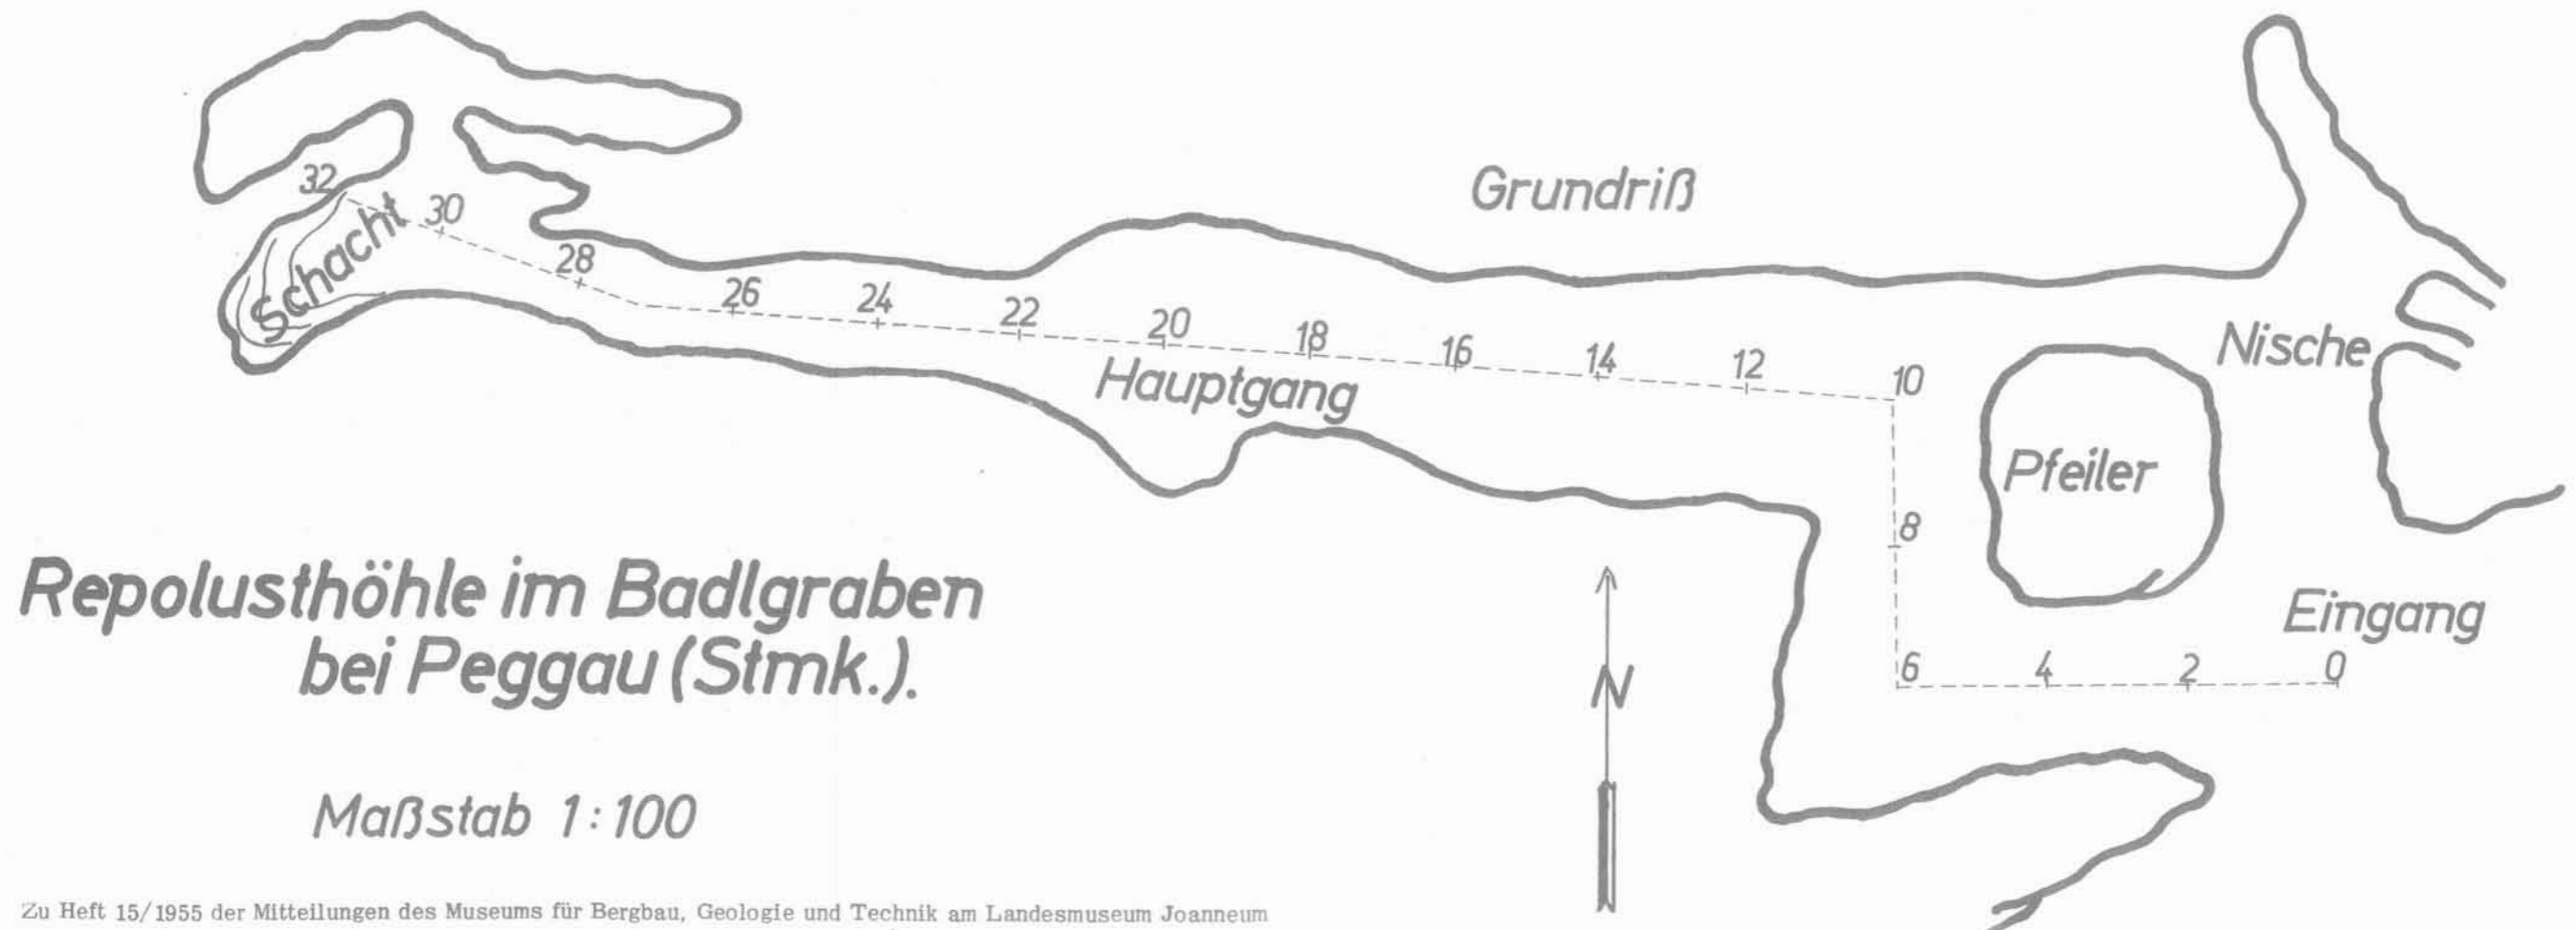 Grundriß
32
Schacht
30
28
26
24
22
20
18
16
14
12
10
Hauptgang
Nische
Pfeiler
8
Eingang
6
4
2
0
Repolusthöhle im Badlgraben
bei Peggau (Stmk.).
N
Maßstab 1:100
Zu Heft 15/1955 der Mitteilungen des Museums für Bergbau, Geologie und Technik am Landesmuseum Joanneum